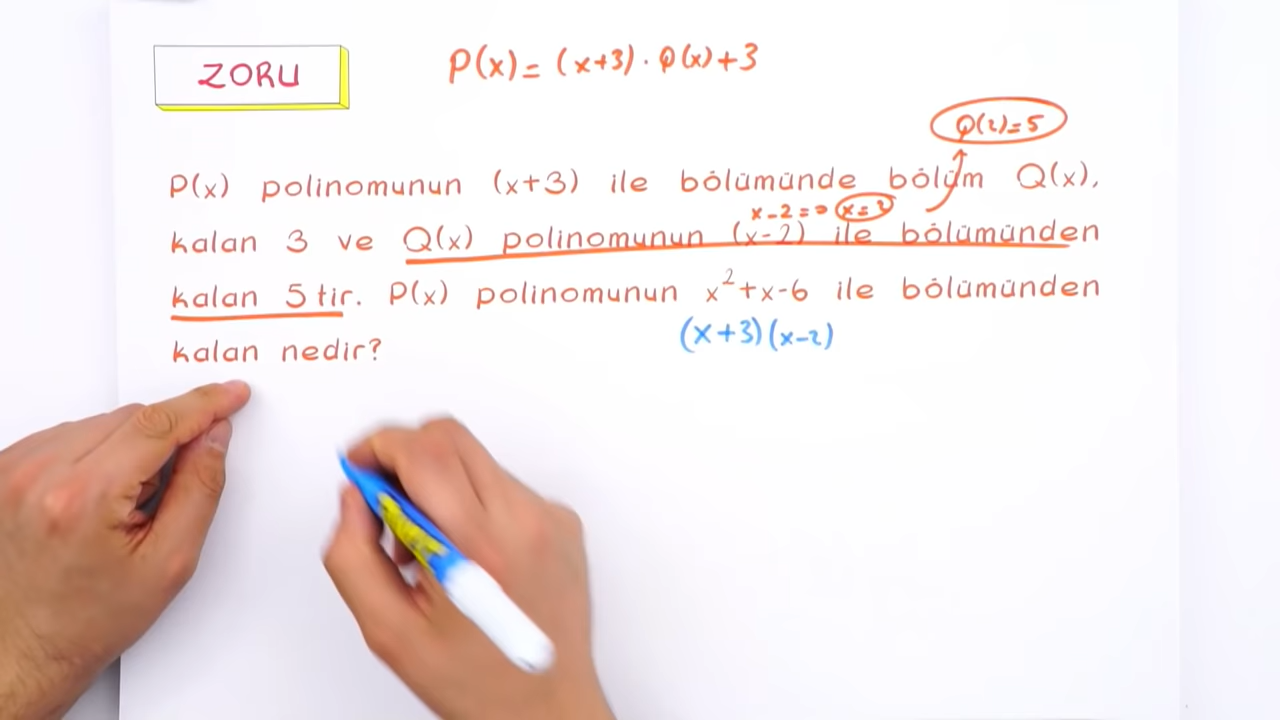 ZORU
P(x) = (x+3) · Q(x) + 3
Q(2) = 5
P(x) polinomunun (x+3) ile bölümünde bölüm Q(x),
x-2 = 0 x = 2
kalan 3 ve Q(x) polinomunun (x-2) ile bölümünden
kalan 5 tir. P(x) polinomunun x²+x-6 ile bölümünden
(x+3)(x-2)
kalan nedir?